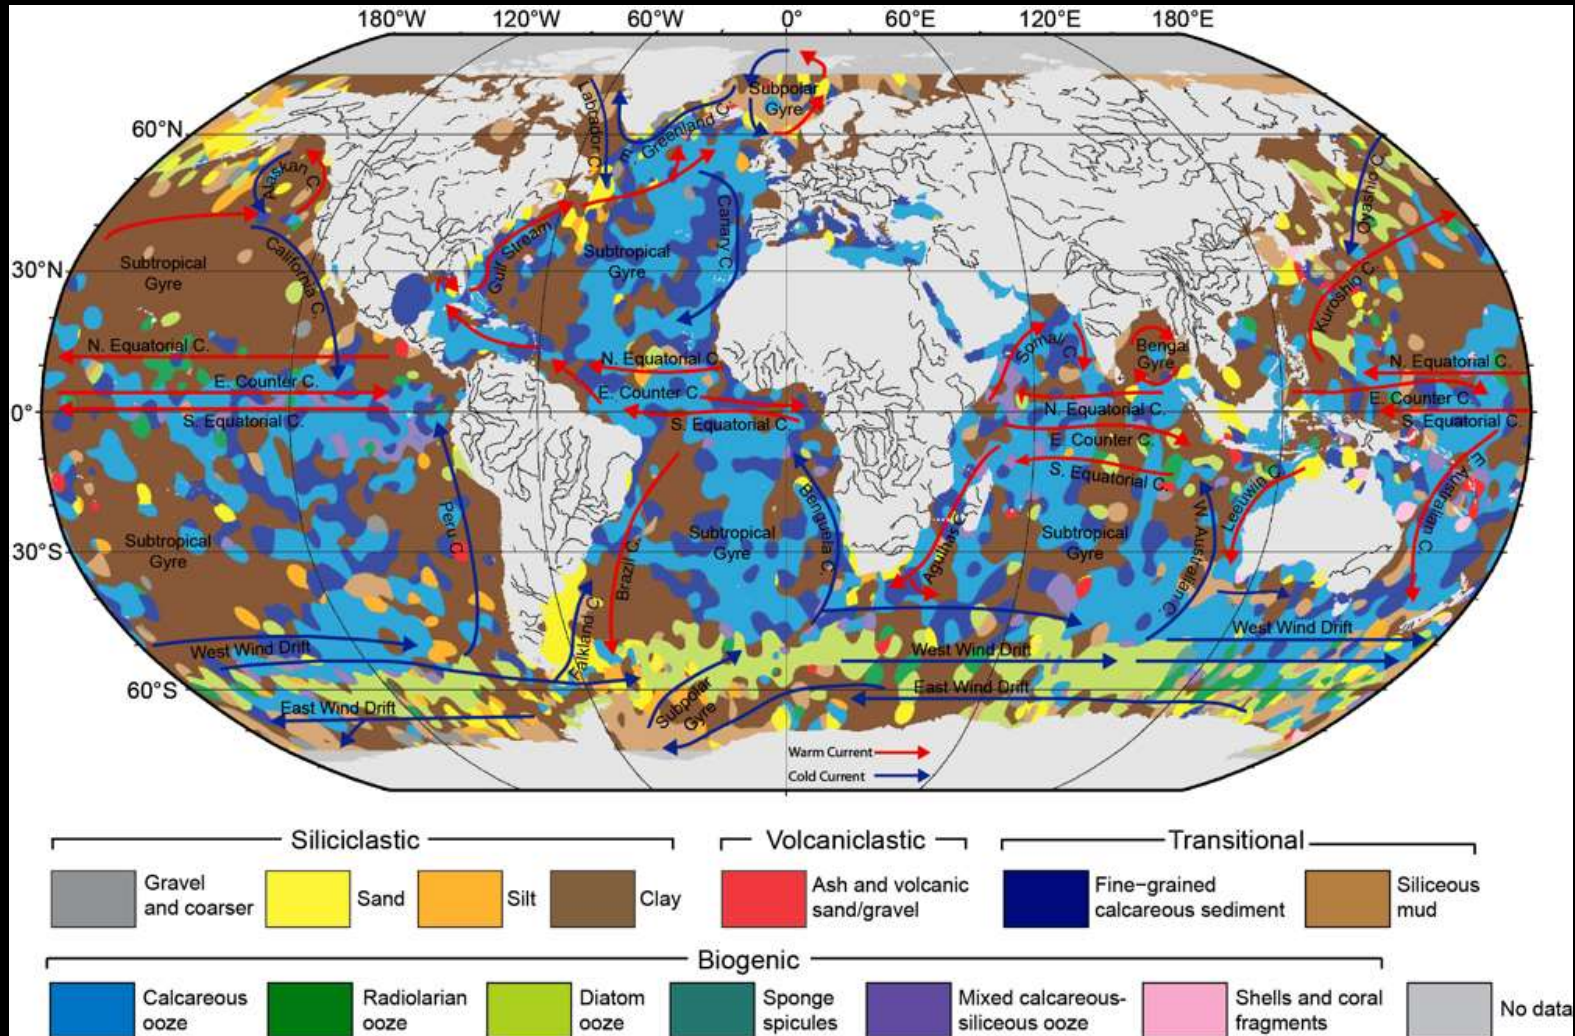 180°W 120°W 60°W 0° 60°E 120°E 180°E
60°N
30°N
0°
30°S
60°S
Labrador C.
E. Greenland C.
Subpolar
Gyre
Alaskan C.
California C.
Subtropical
Gyre
Gulf Stream
Subtropical
Gyre
Canary C.
Oyashio C.
Kuroshio C.
Somali C.
Bengal
Gyre
N. Equatorial C.
E. Counter C.
S. Equatorial C.
N. Equatorial C.
E. Counter C.
S. Equatorial C.
N. Equatorial C.
E. Counter C.
S. Equatorial C.
N. Equatorial C.
E. Counter C.
S. Equatorial C.
Subtropical
Gyre
Peru C.
Brazil C.
Subtropical
Gyre
Benguela C.
Agulhas C.
Subtropical
Gyre
W. Australian C.
Leeuwin C.
E. Australian C.
Falkland C.
West Wind Drift
West Wind Drift
West Wind Drift
East Wind Drift
Subpolar
Gyre
East Wind Drift
Warm Current
Cold Current
Siliciclastic
Volcaniclastic
Transitional
Gravel
and coarser
Sand
Silt
Clay
Ash and volcanic
sand/gravel
Fine-grained
calcareous sediment
Siliceous
mud
Biogenic
Calcareous
ooze
Radiolarian
ooze
Diatom
ooze
Sponge
spicules
Mixed calcareous-
siliceous ooze
Shells and coral
fragments
No data